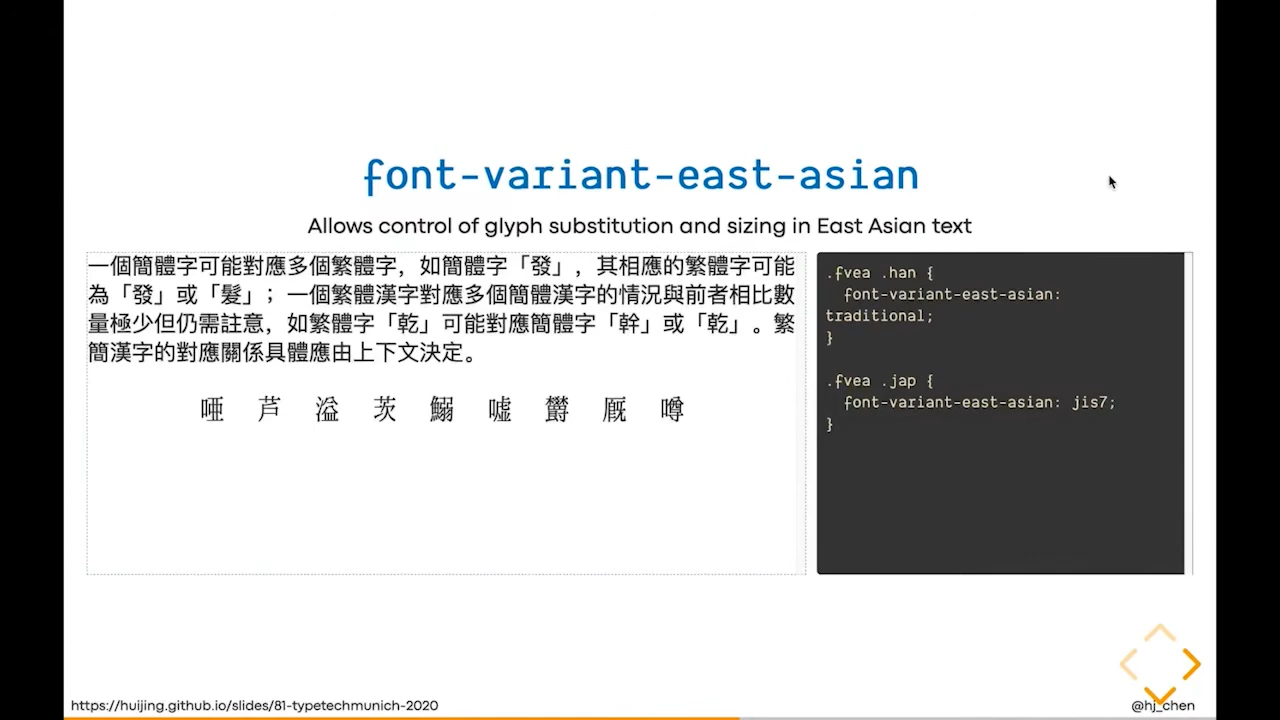 font-variant-east-asian
Allows control of glyph substitution and sizing in East Asian text
一個簡體字可能對應多個繁體字，如簡體字「發」，其相應的繁體字可能
為「發」或「髮」；一個繁體漢字對應多個簡體漢字的情況與前者相比數
量極少但仍需註意，如繁體字「乾」可能對應簡體字「幹」或「乾」。繁
簡漢字的對應關係具體應由上下文決定。
唖 芦 溢 茨 鰯 嘘 欝 厩 噂
.fvea .han {
font-variant-east-asian:
traditional;
}
.fvea .jap {
font-variant-east-asian: jis7;
}
https://huijing.github.io/slides/81-typetechmunich-2020
@hj_chen